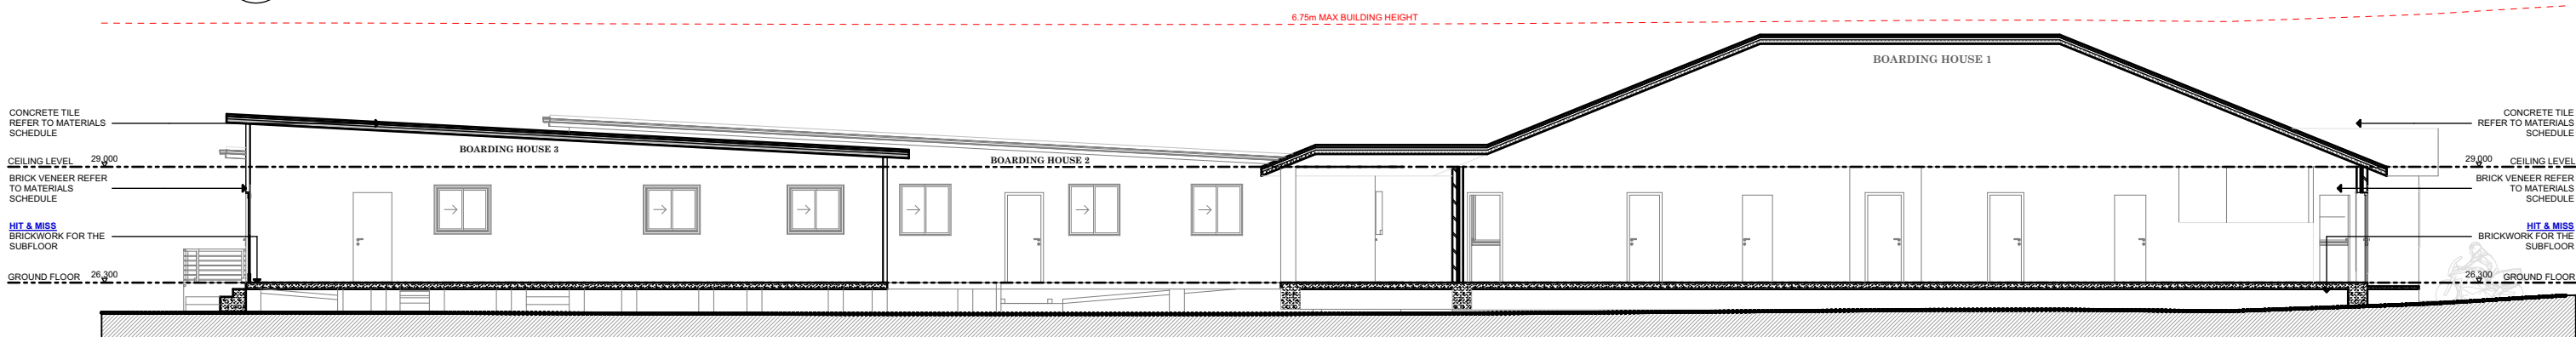 6.75m MAX BUILDING HEIGHT
BOARDING HOUSE 1
CONCRETE TILE
REFER TO MATERIALS
SCHEDULE
CONCRETE TILE
REFER TO MATERIALS
SCHEDULE
BOARDING HOUSE 3
BOARDING HOUSE 2
CEILING LEVEL 29.000
29.000 CEILING LEVEL
BRICK VENEER REFER
TO MATERIALS
SCHEDULE
BRICK VENEER REFER
TO MATERIALS
SCHEDULE
HIT & MISS
BRICKWORK FOR THE
SUBFLOOR
HIT & MISS
BRICKWORK FOR THE
SUBFLOOR
GROUND FLOOR 26.300
26.300 GROUND FLOOR